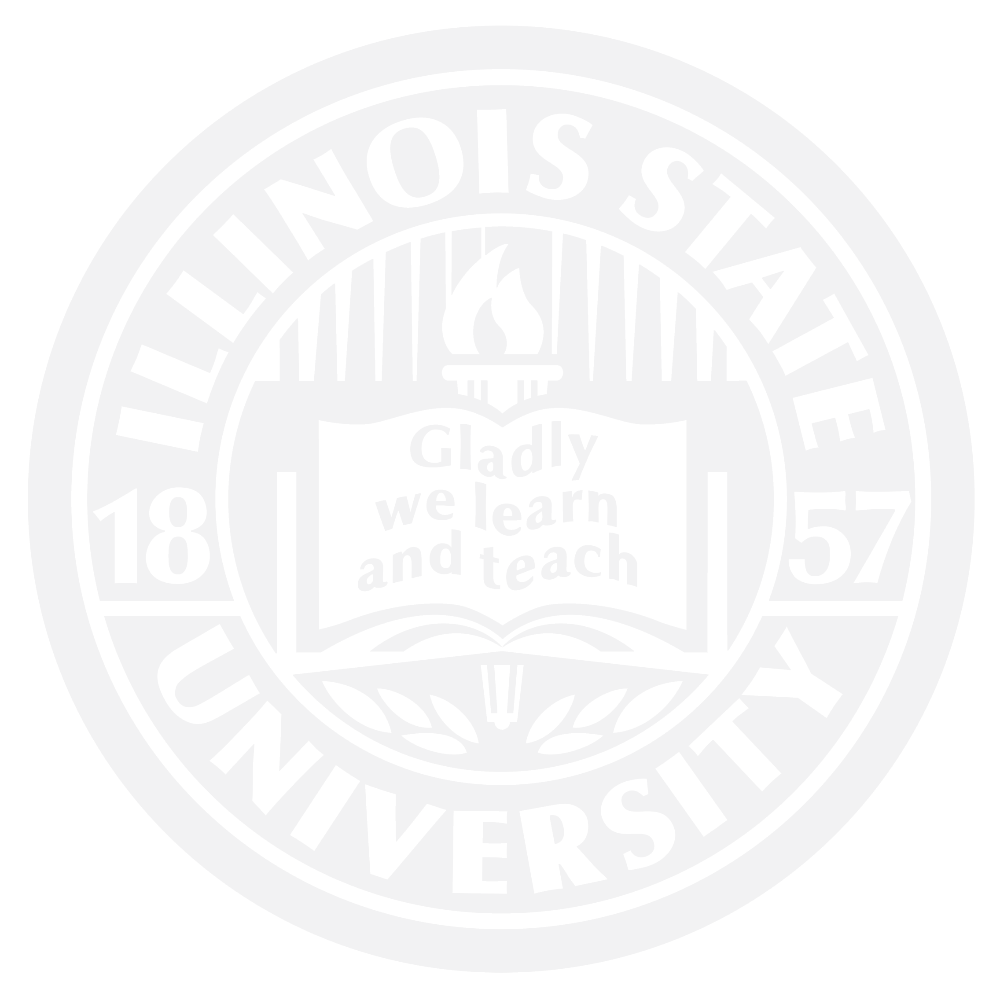 ILLINOIS STATE
18 57
Gladly
we learn
and teach
UNIVERSITY